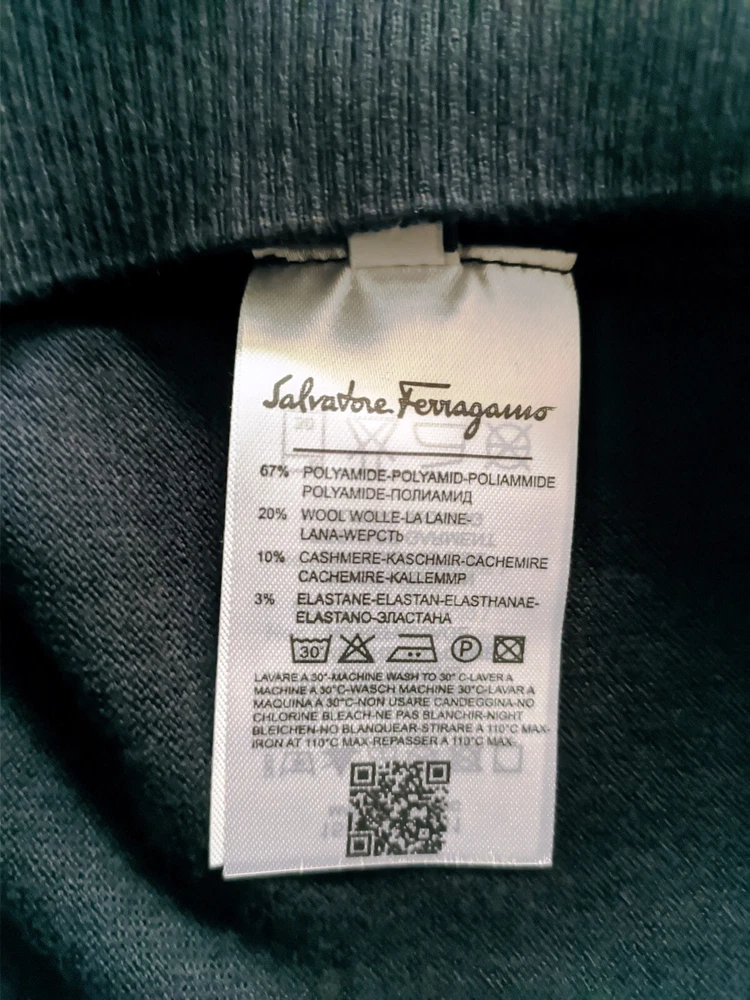 Salvatore Ferragamo
67% POLYAMIDE-POLYAMID-POLIAMMIDE
POLYAMIDE-ПОЛИАМИД
20% WOOL WOLLE-LA LAINE-
LANA-WEPCTЬ
10% CASHMERE-KASCHMIR-CACHEMIRE
CACHEMIRE-KALLEMMP
3% ELASTANE-ELASTAN-ELASTHANAE-
ELASTANO-ЭЛАСТАНА
30° P
LAVARE A 30°-MACHINE WASH TO 30° C-LAVER A
MACHINE A 30°C-WASCH MACHINE 30°C-LAVAR A
MAQUINA A 30°C-NON USARE CANDEGGINA-NO
CHLORINE BLEACH-NE PAS BLANCHIR-NIGHT
BLEICHEN-NO BLANQUEAR-STIRARE A 110°C MAX-
IRON AT 110°C MAX-REPASSER A 110°C MAX-